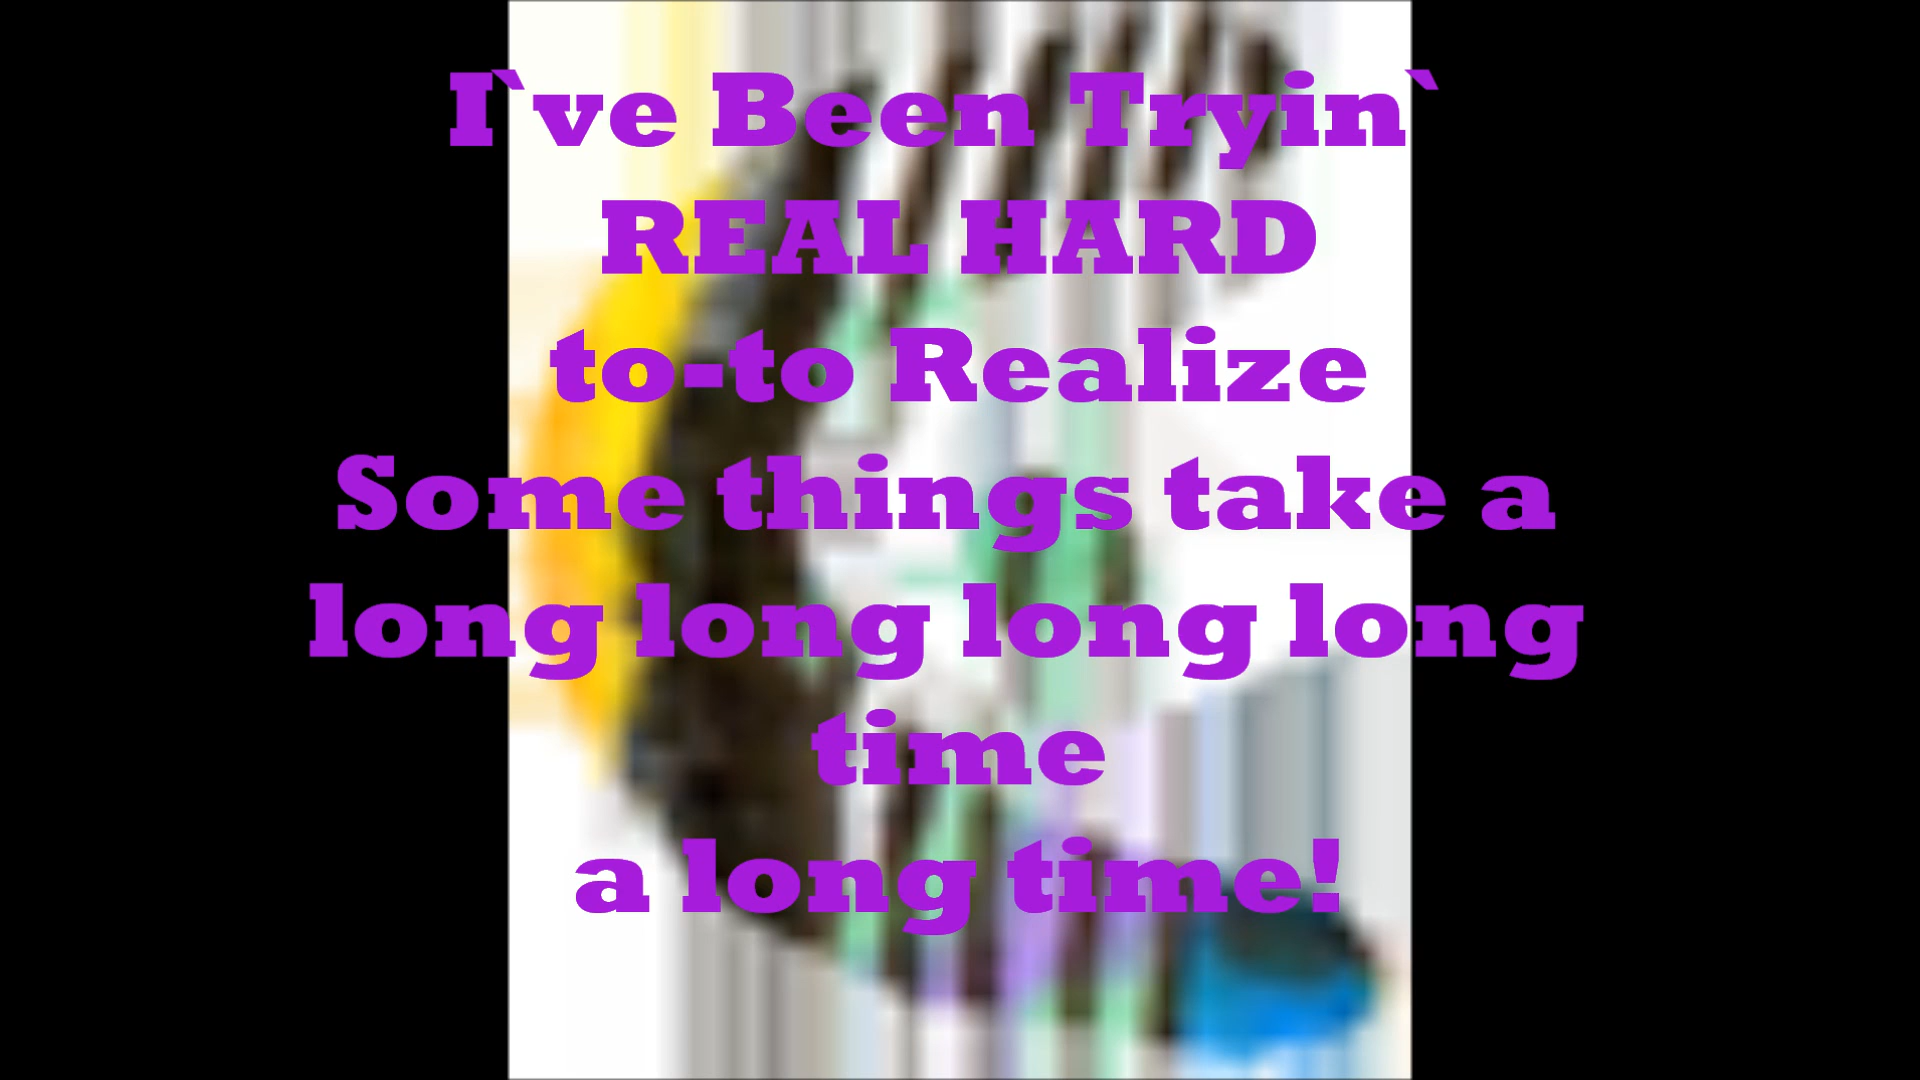 I`ve Been Tryin`
REAL HARD
to-to Realize
Some things take a
long long long long
time
a long time!